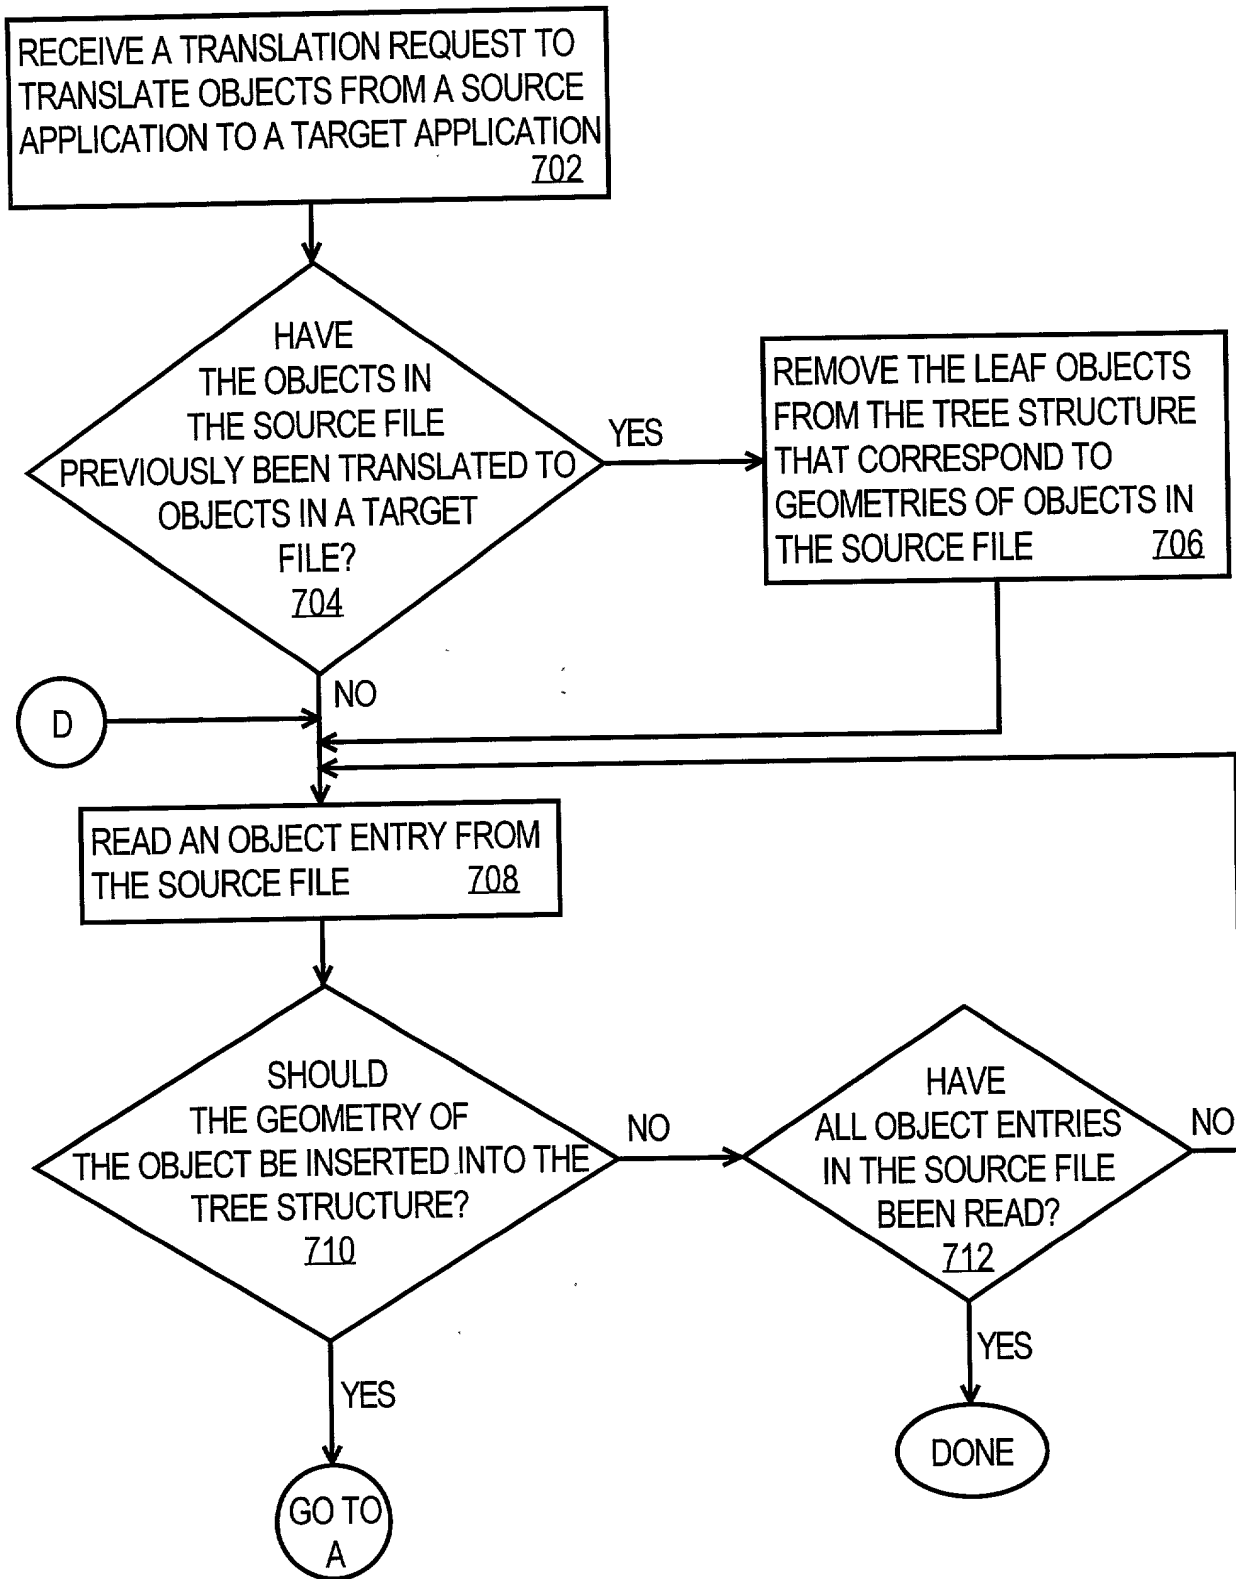 RECEIVE A TRANSLATION REQUEST TO
TRANSLATE OBJECTS FROM A SOURCE
APPLICATION TO A TARGET APPLICATION
702
HAVE
THE OBJECTS IN
THE SOURCE FILE
PREVIOUSLY BEEN TRANSLATED TO
OBJECTS IN A TARGET
FILE?
704
YES
REMOVE THE LEAF OBJECTS
FROM THE TREE STRUCTURE
THAT CORRESPOND TO
GEOMETRIES OF OBJECTS IN
THE SOURCE FILE 706
NO
D
READ AN OBJECT ENTRY FROM
THE SOURCE FILE 708
SHOULD
THE GEOMETRY OF
THE OBJECT BE INSERTED INTO THE
TREE STRUCTURE?
710
NO
HAVE
ALL OBJECT ENTRIES
IN THE SOURCE FILE
BEEN READ?
712
NO
YES
YES
DONE
GO TO
A